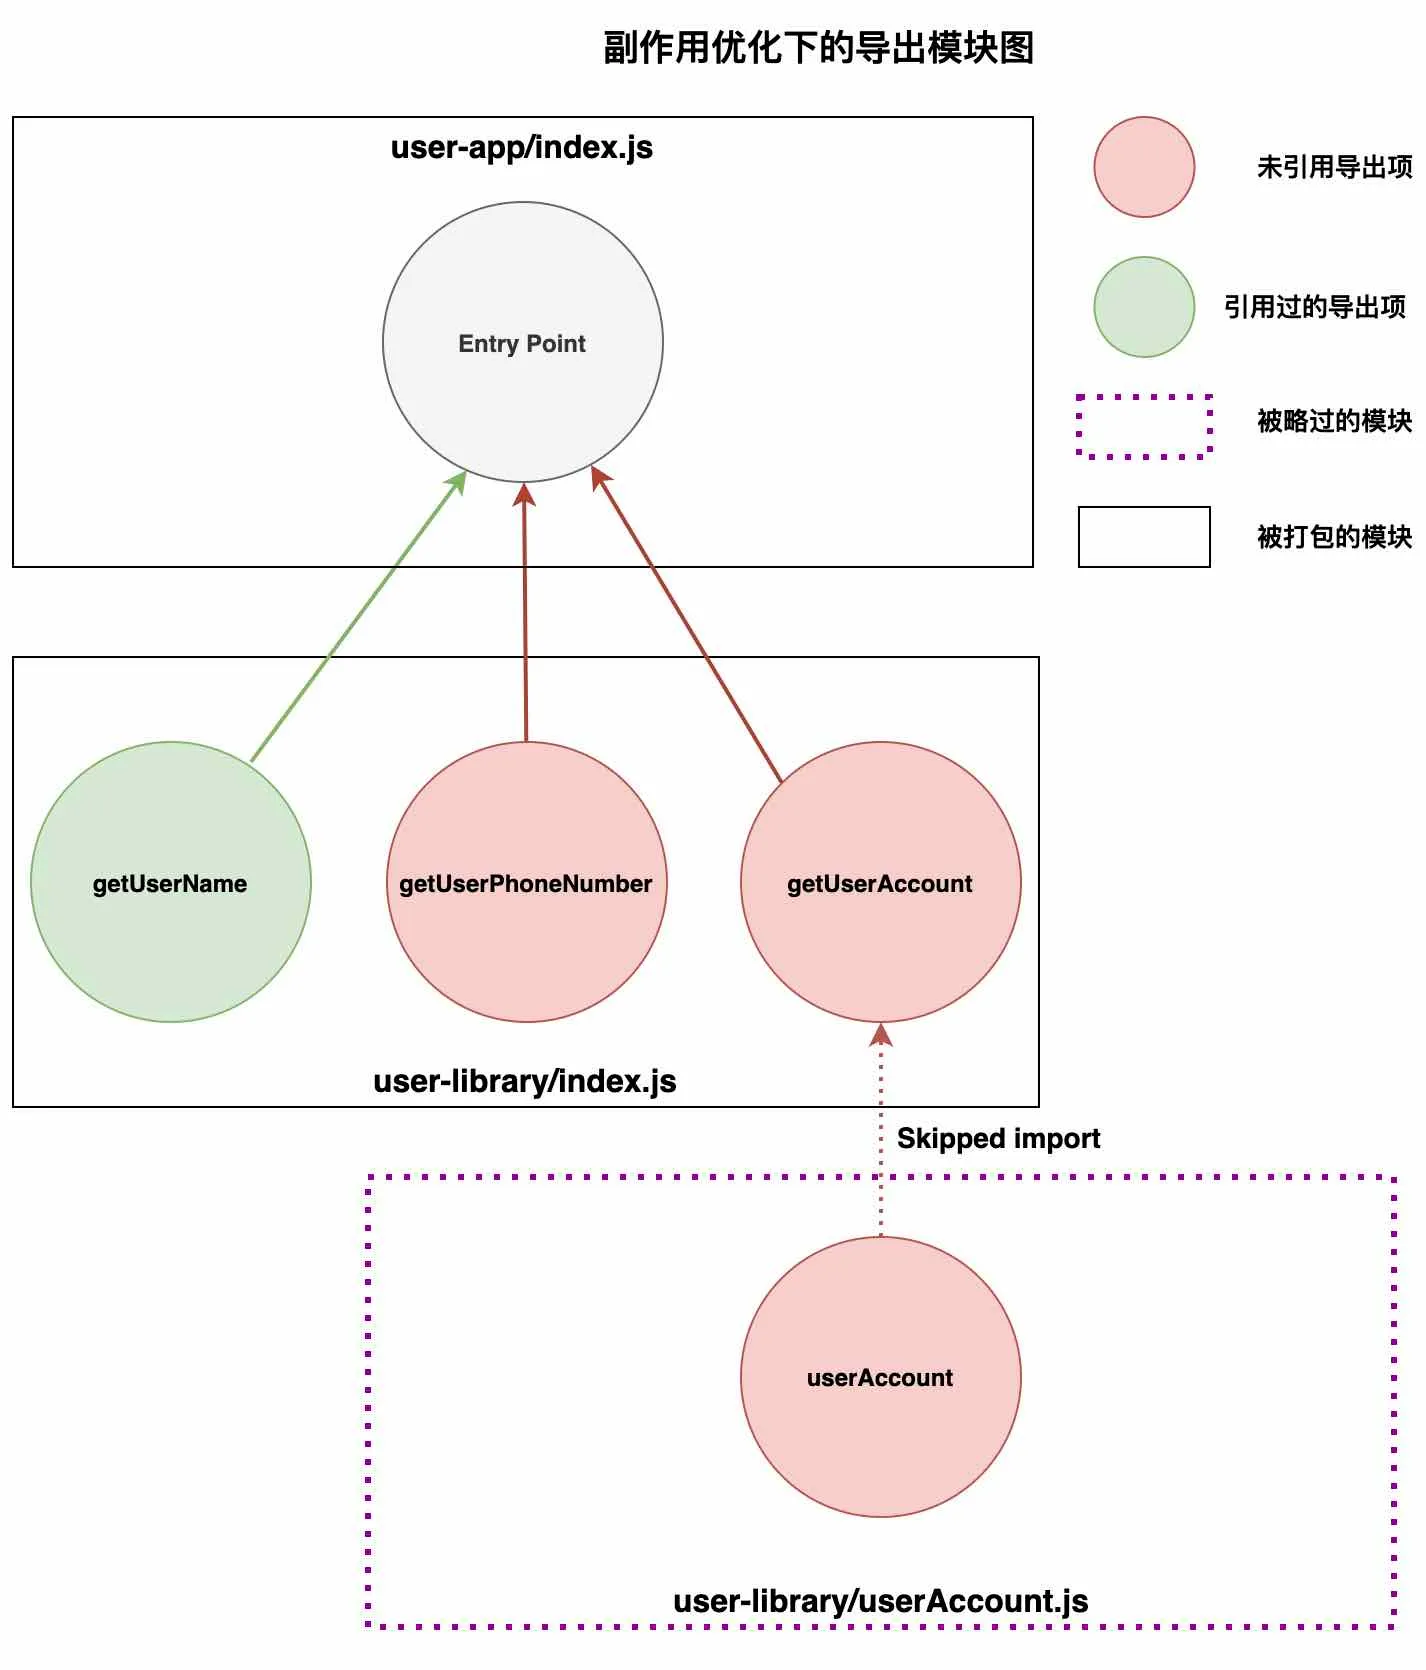 副作用优化下的导出模块图
user-app/index.js
Entry Point
未引用导出项
引用过的导出项
被略过的模块
被打包的模块
getUserName
getUserPhoneNumber
getUserAccount
user-library/index.js
Skipped import
userAccount
user-library/userAccount.js